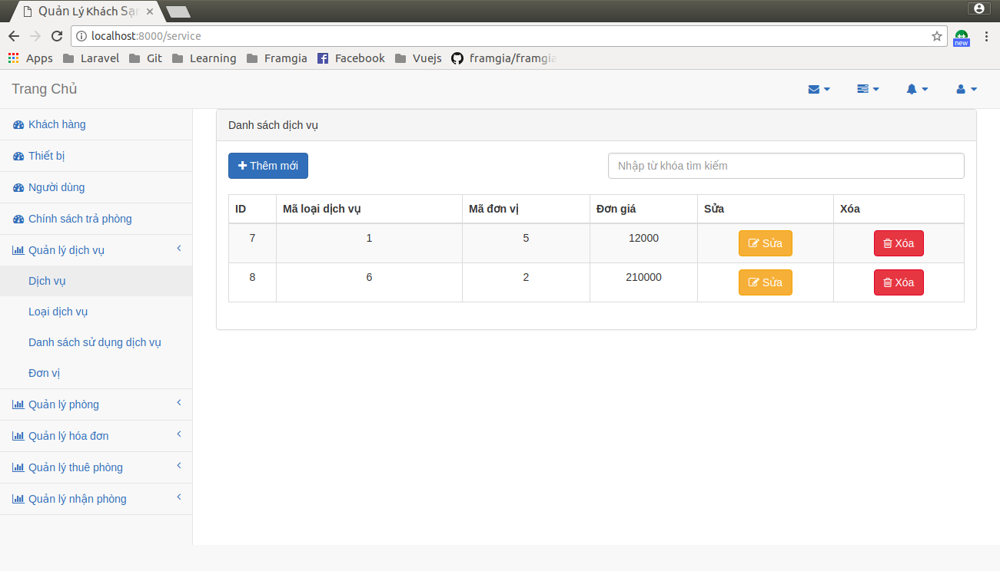 Quản Lý Khách Sạn
localhost:8000/service
new
Apps Laravel Git Learning Framgia Facebook Vuejs framgia/framgia
Trang Chủ
Khách hàng
Thiết bị
Người dùng
Chính sách trả phòng
Quản lý dịch vụ
Dịch vụ
Loại dịch vụ
Danh sách sử dụng dịch vụ
Đơn vị
Quản lý phòng
Quản lý hóa đơn
Quản lý thuê phòng
Quản lý nhận phòng
Danh sách dịch vụ
Thêm mới Nhập từ khóa tìm kiếm
ID Mã loại dịch vụ Mã đơn vị Đơn giá Sửa Xóa
7 1 5 12000 Sửa Xóa
8 6 2 210000 Sửa Xóa